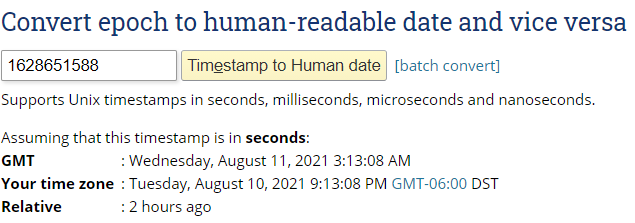 Convert epoch to human-readable date and vice versa
1628651588 Timestamp to Human date [batch convert]
Supports Unix timestamps in seconds, milliseconds, microseconds and nanoseconds.
Assuming that this timestamp is in seconds:
GMT : Wednesday, August 11, 2021 3:13:08 AM
Your time zone : Tuesday, August 10, 2021 9:13:08 PM GMT-06:00 DST
Relative : 2 hours ago